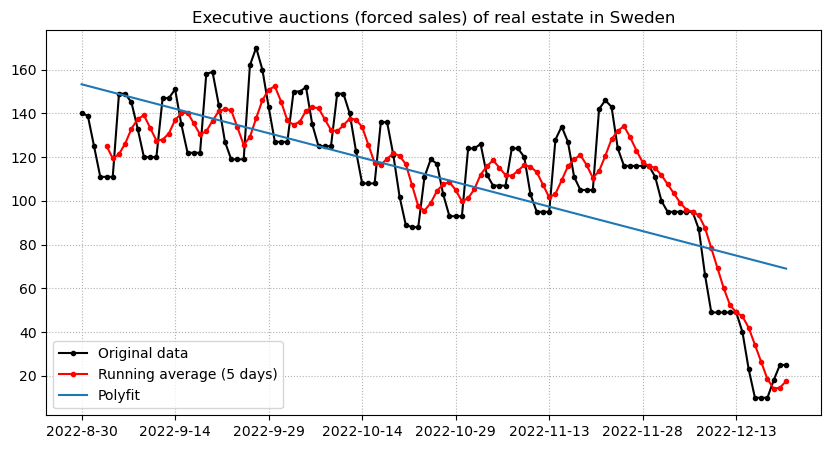 Executive auctions (forced sales) of real estate in Sweden
160
140
120
100
80
60
40
20
Original data
Running average (5 days)
Polyfit
2022-8-30 2022-9-14 2022-9-29 2022-10-14 2022-10-29 2022-11-13 2022-11-28 2022-12-13